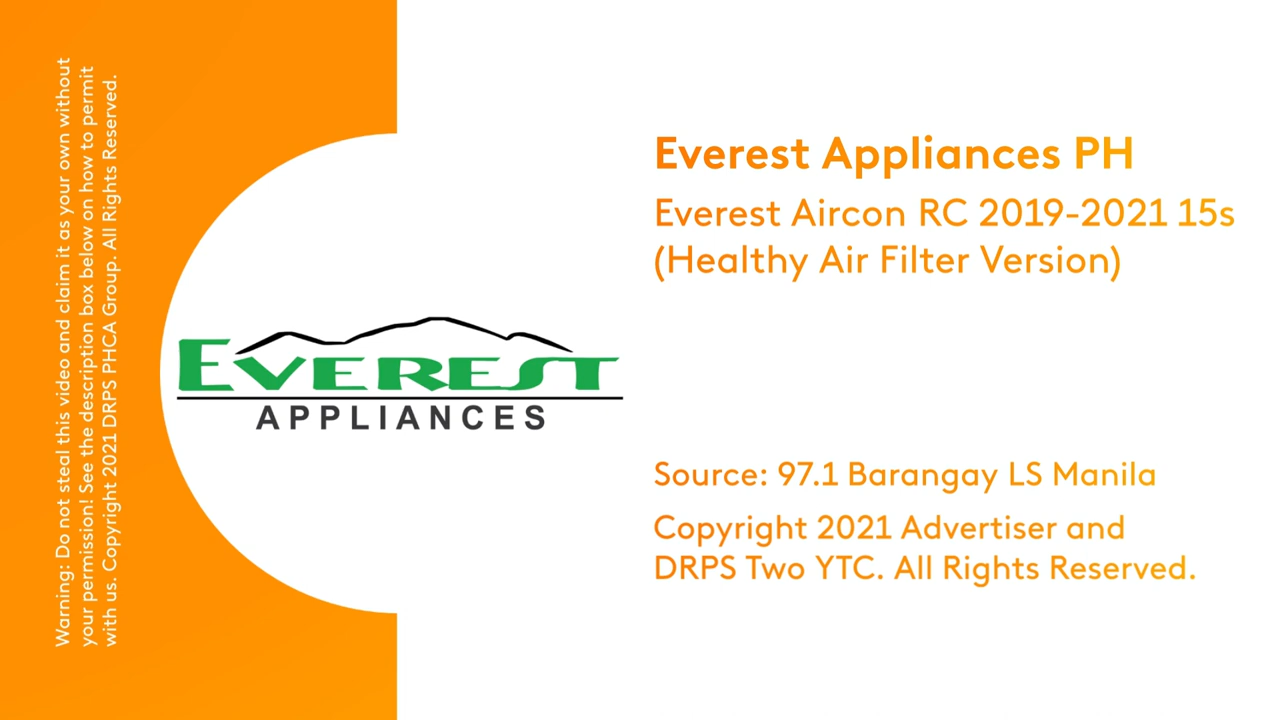 Warning: Do not steal this video and claim it as your own without
your permission! See the description box below on how to permit
with us. Copyright 2021 DRPS PHCA Group. All Rights Reserved.
EVEREST
APPLIANCES
Everest Appliances PH
Everest Aircon RC 2019-2021 15s
(Healthy Air Filter Version)
Source: 97.1 Barangay LS Manila
Copyright 2021 Advertiser and
DRPS Two YTC. All Rights Reserved.